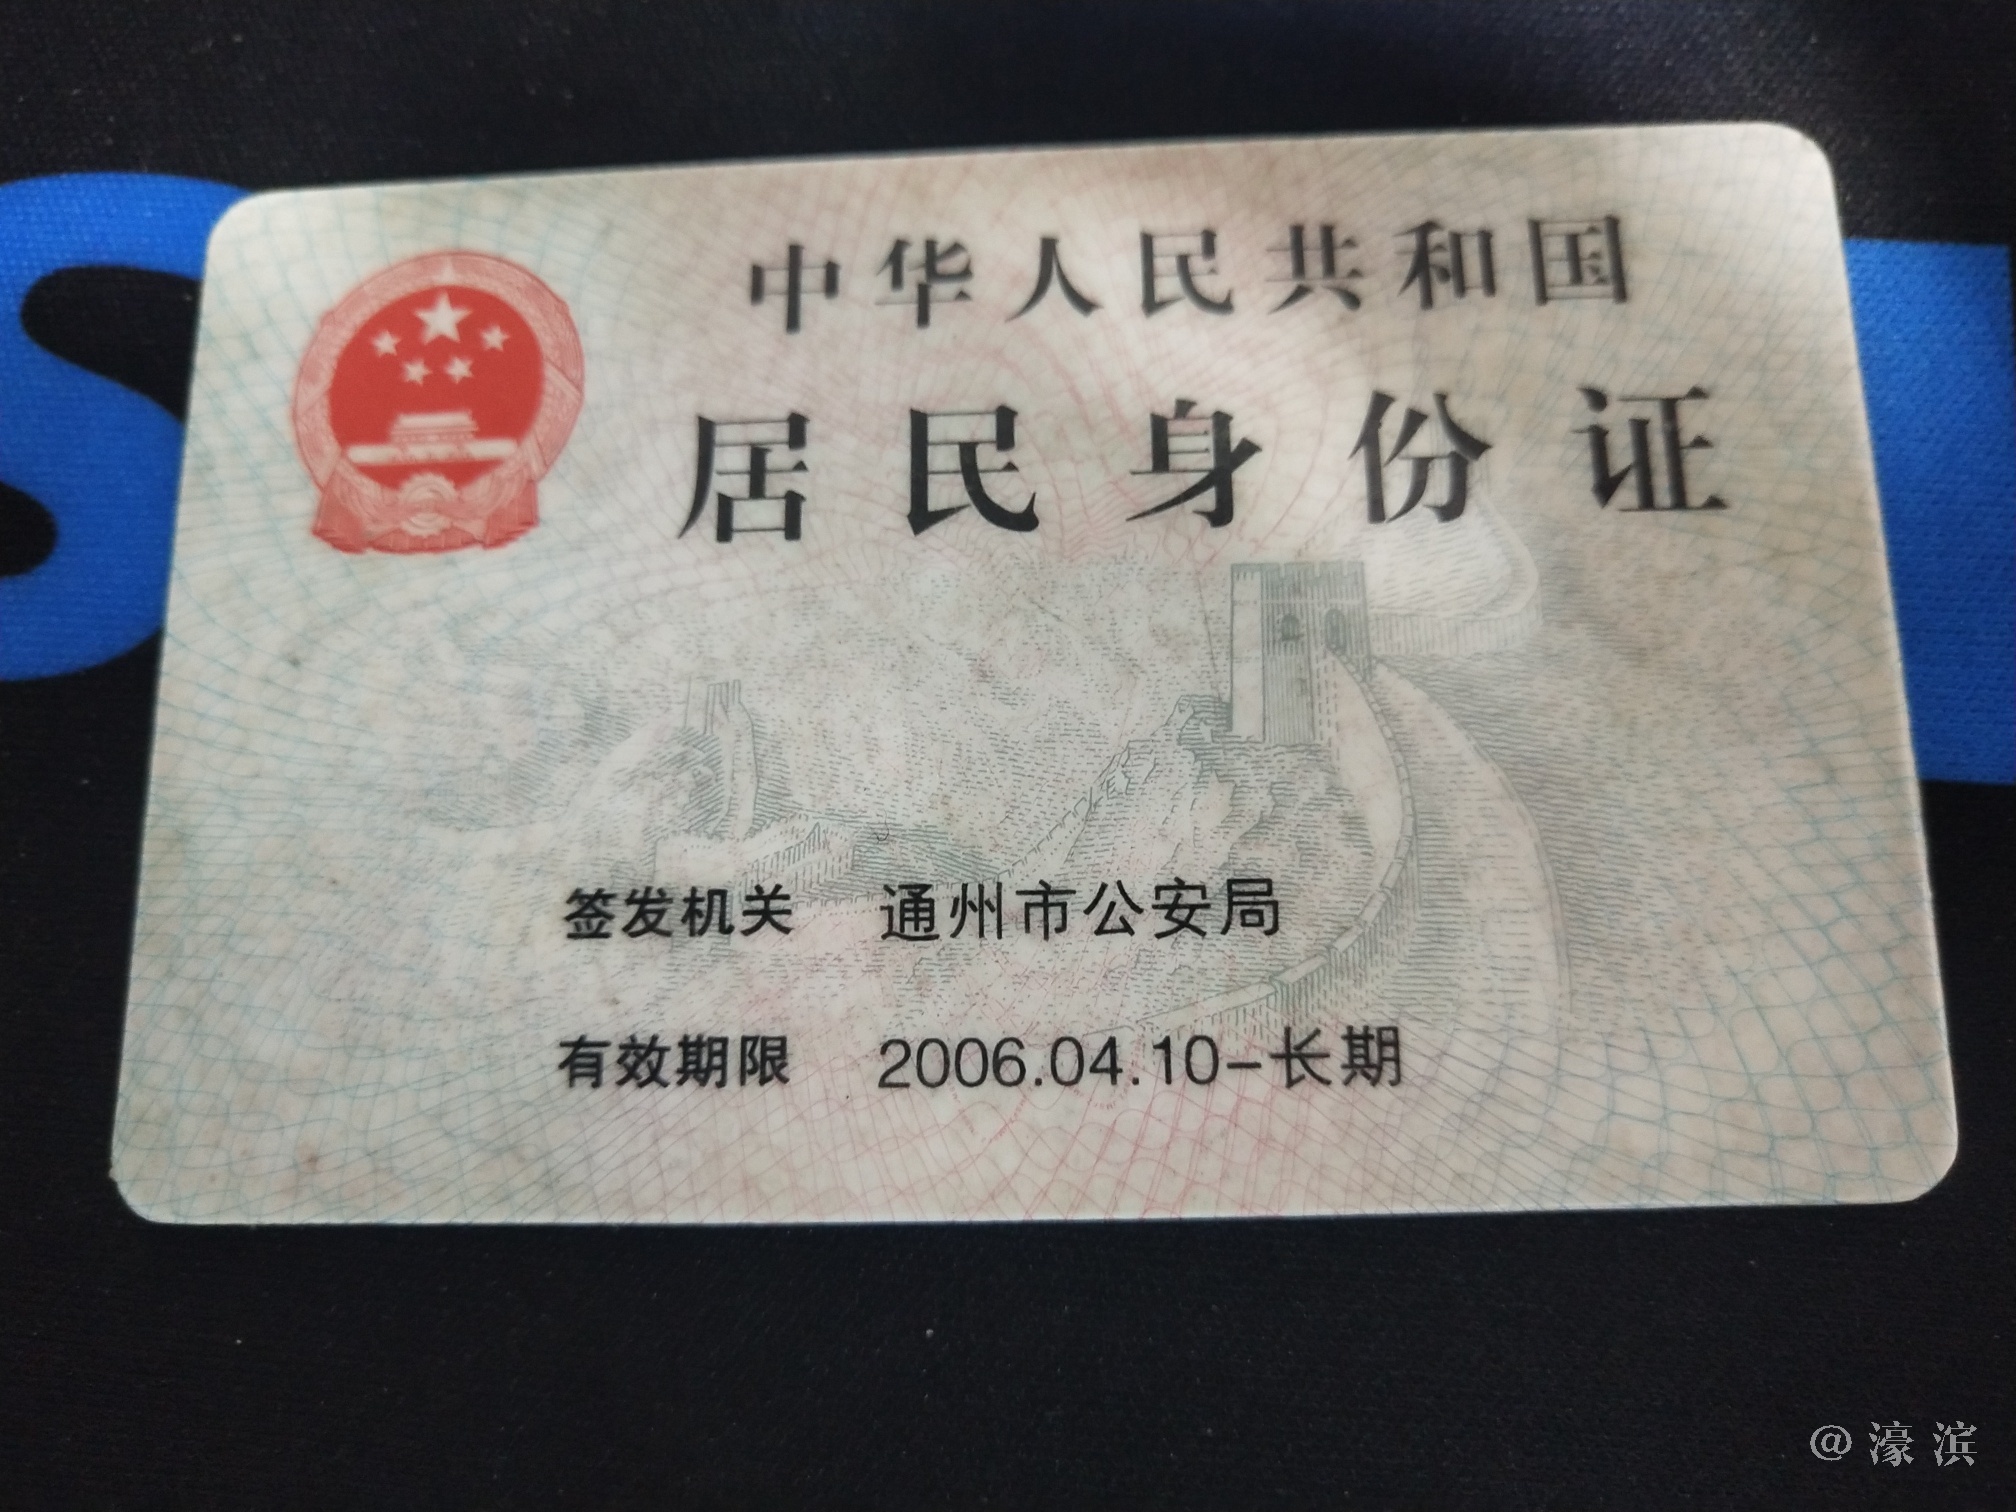 中华人民共和国
居民身份证
签发机关 通州市公安局
有效期限 2006.04.10-长期
@濠滨